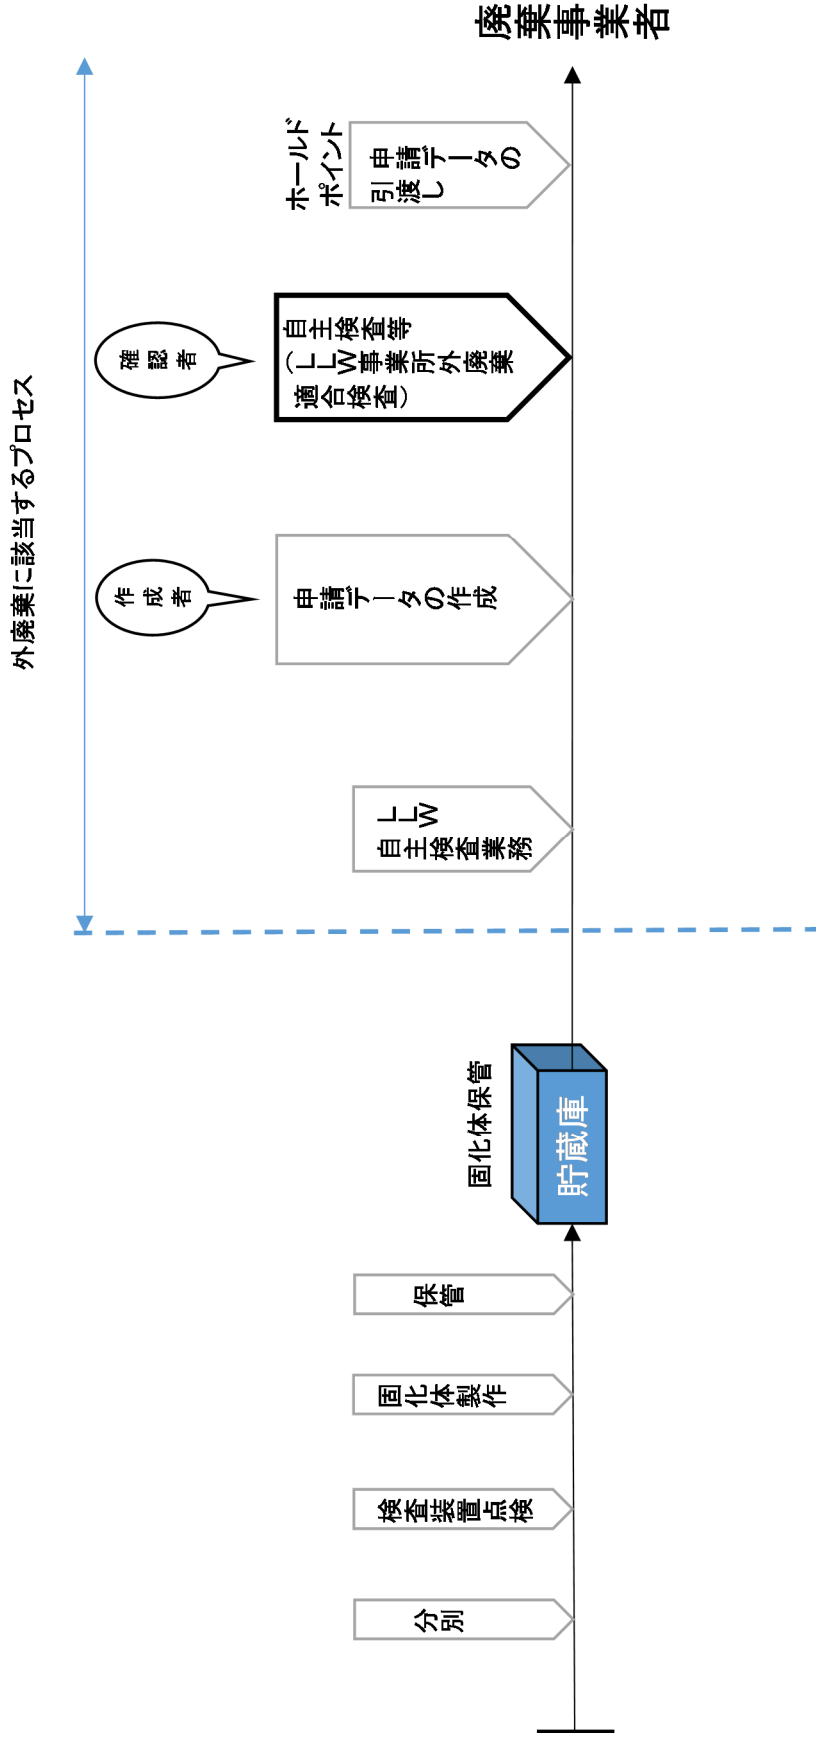 外廃棄に該当するプロセス
分別
検査装置点検
固化体製作
保管
固化体保管
貯蔵庫
LLW
自主検査業務
作成者
申請データの作成
確認者
自主検査等
(LLW事業所外廃棄
適合検査)
ホールド
ポイント
申請データの
引渡し
廃棄事業者